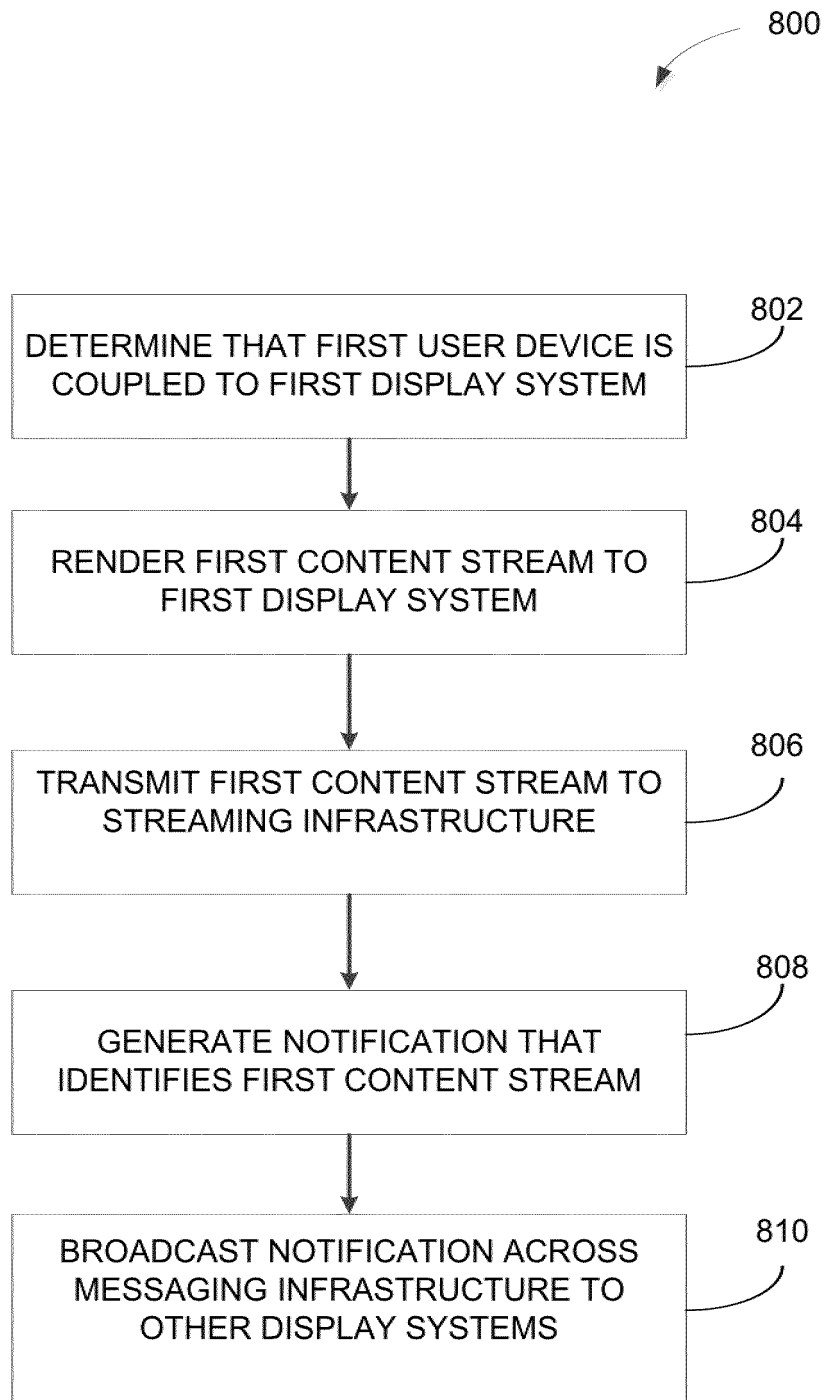 800
802
DETERMINE THAT FIRST USER DEVICE IS
COUPLED TO FIRST DISPLAY SYSTEM
804
RENDER FIRST CONTENT STREAM TO
FIRST DISPLAY SYSTEM
806
TRANSMIT FIRST CONTENT STREAM TO
STREAMING INFRASTRUCTURE
808
GENERATE NOTIFICATION THAT
IDENTIFIES FIRST CONTENT STREAM
810
BROADCAST NOTIFICATION ACROSS
MESSAGING INFRASTRUCTURE TO
OTHER DISPLAY SYSTEMS